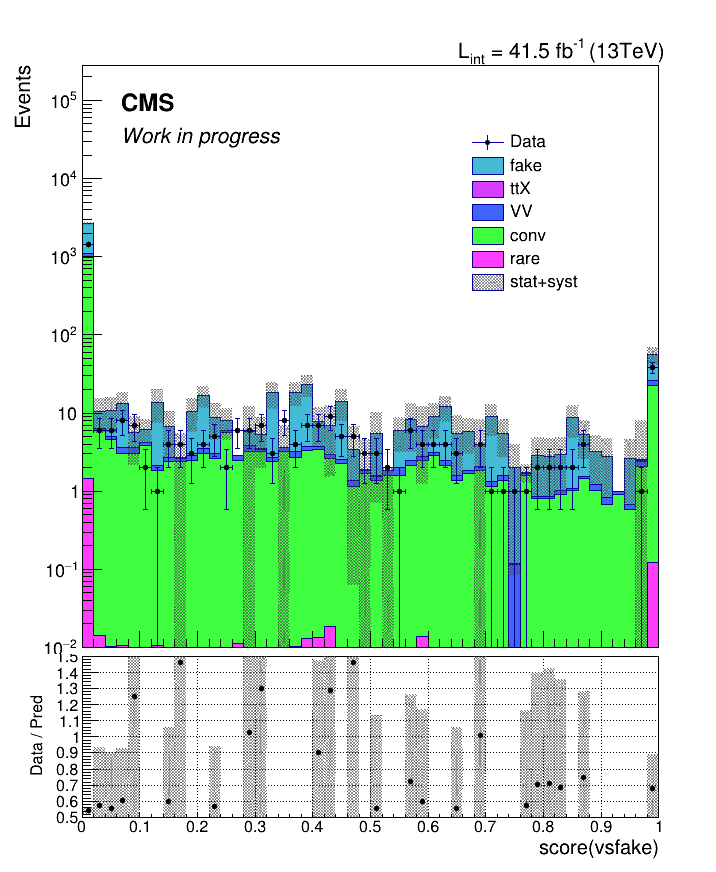 L_int = 41.5 fb^-1 (13TeV)
Events
CMS
Work in progress
Data
fake
ttX
VV
conv
rare
stat+syst
10^5
10^4
10^3
10^2
10
1
10^−1
10^−2
Data / Pred
1.5
1.4
1.3
1.2
1.1
1
0.9
0.8
0.7
0.6
0.5
0 0.1 0.2 0.3 0.4 0.5 0.6 0.7 0.8 0.9 1
score(vsfake)